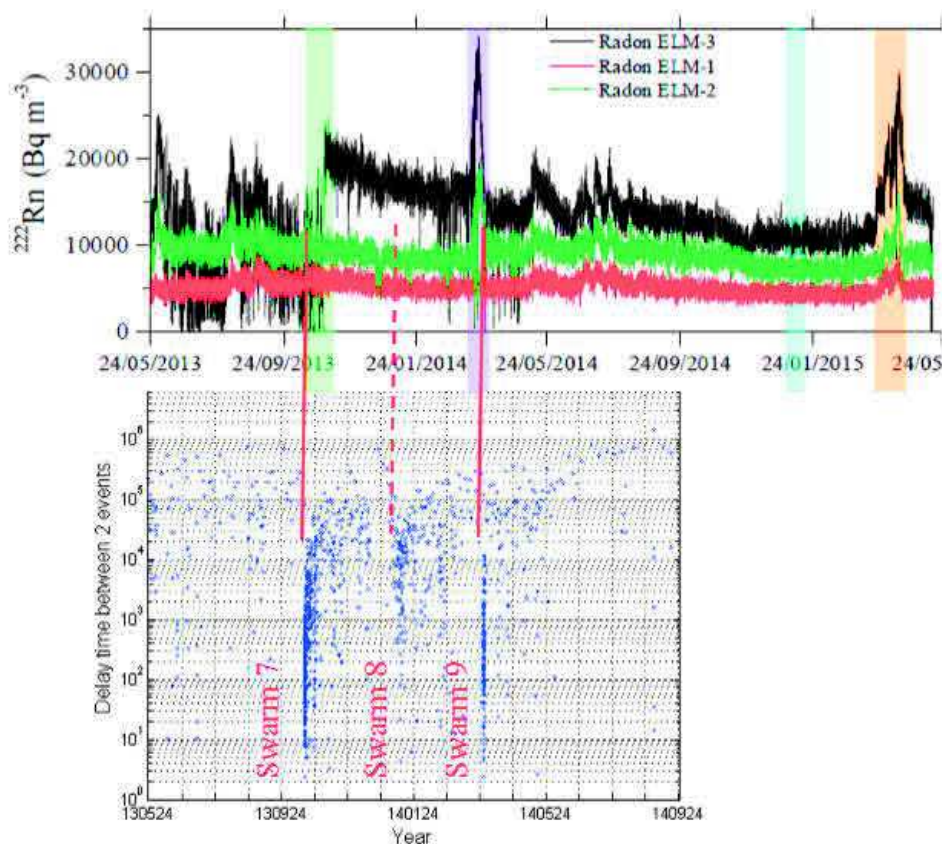 30000
20000
10000
0
²²²Rn (Bq m⁻³)
Radon ELM-3
Radon ELM-1
Radon ELM-2
24/05/2013 24/09/2013 24/01/2014 24/05/2014 24/09/2014 24/01/2015 24/05
10⁶
10⁵
10⁴
10³
10²
10¹
10⁰
Delay time between 2 events
Swarm 7
Swarm 8
Swarm 9
130524 130924 140124 140524 140924
Year